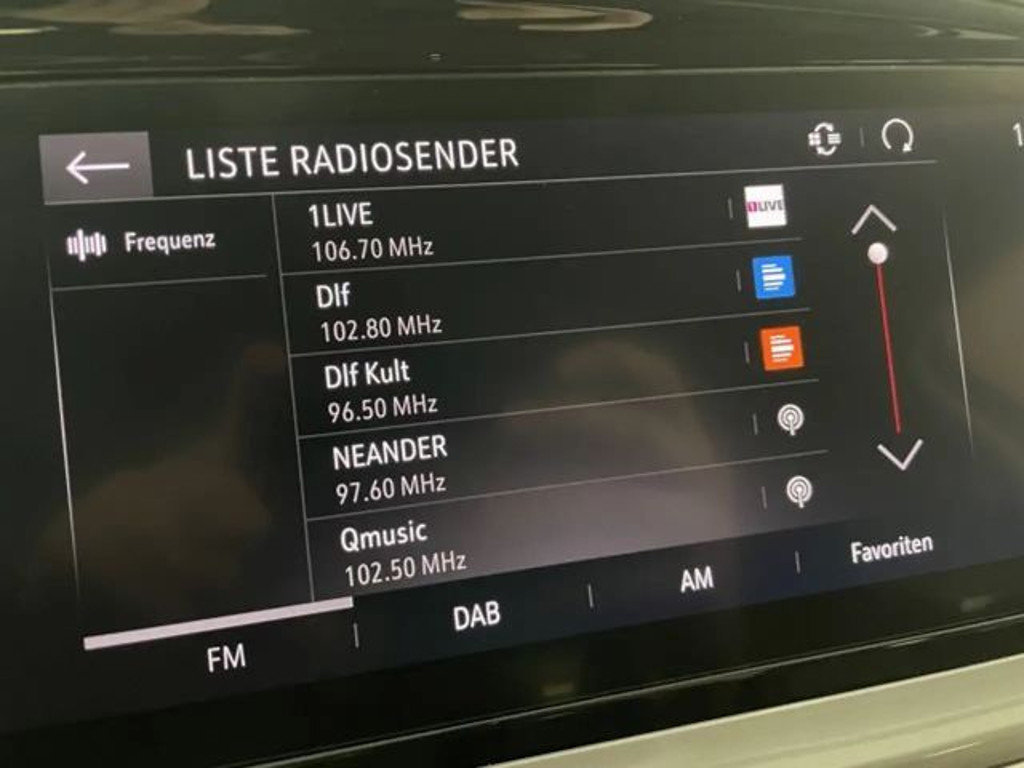 LISTE RADIOSENDER
1
Frequenz
1LIVE
106.70 MHz
1LIVE
Dlf
102.80 MHz
Dlf Kult
96.50 MHz
NEANDER
97.60 MHz
Qmusic
102.50 MHz
FM
DAB
AM
Favoriten